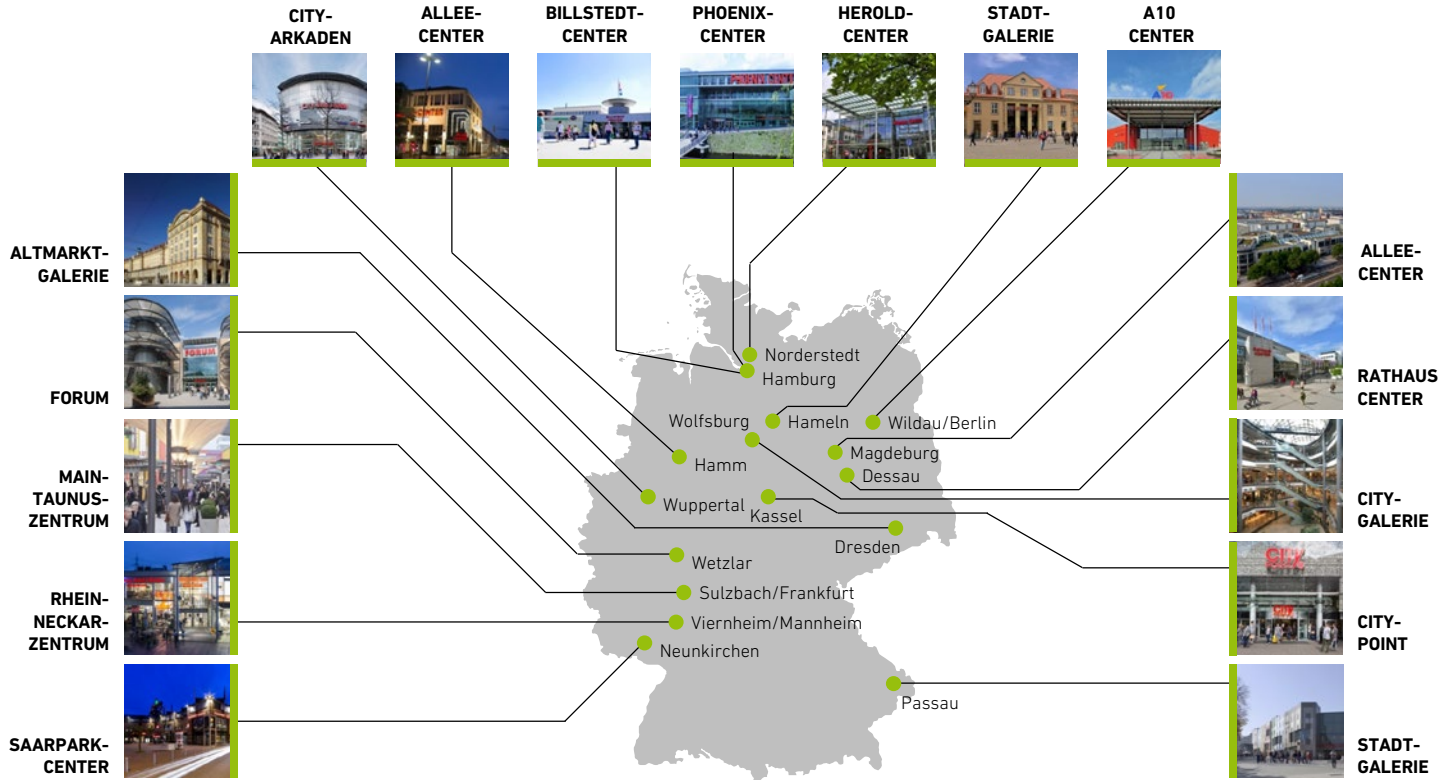 CITY-
ARKADEN
ALLEE-
CENTER
BILLSTEDT-
CENTER
PHOENIX-
CENTER
HEROLD-
CENTER
STADT-
GALERIE
A10
CENTER
ALTMARKT-
GALERIE
FORUM
FORUM
MAIN-
TAUNUS-
ZENTRUM
RHEIN-
NECKAR-
ZENTRUM
SAARPARK-
CENTER
Norderstedt
Hamburg
Wolfsburg
Hameln
Wildau/Berlin
Magdeburg
Hamm
Dessau
Wuppertal
Kassel
Dresden
Wetzlar
Sulzbach/Frankfurt
Viernheim/Mannheim
Neunkirchen
Passau
ALLEE-
CENTER
RATHAUS
CENTER
CITY-
GALERIE
CITY-
POINT
STADT-
GALERIE